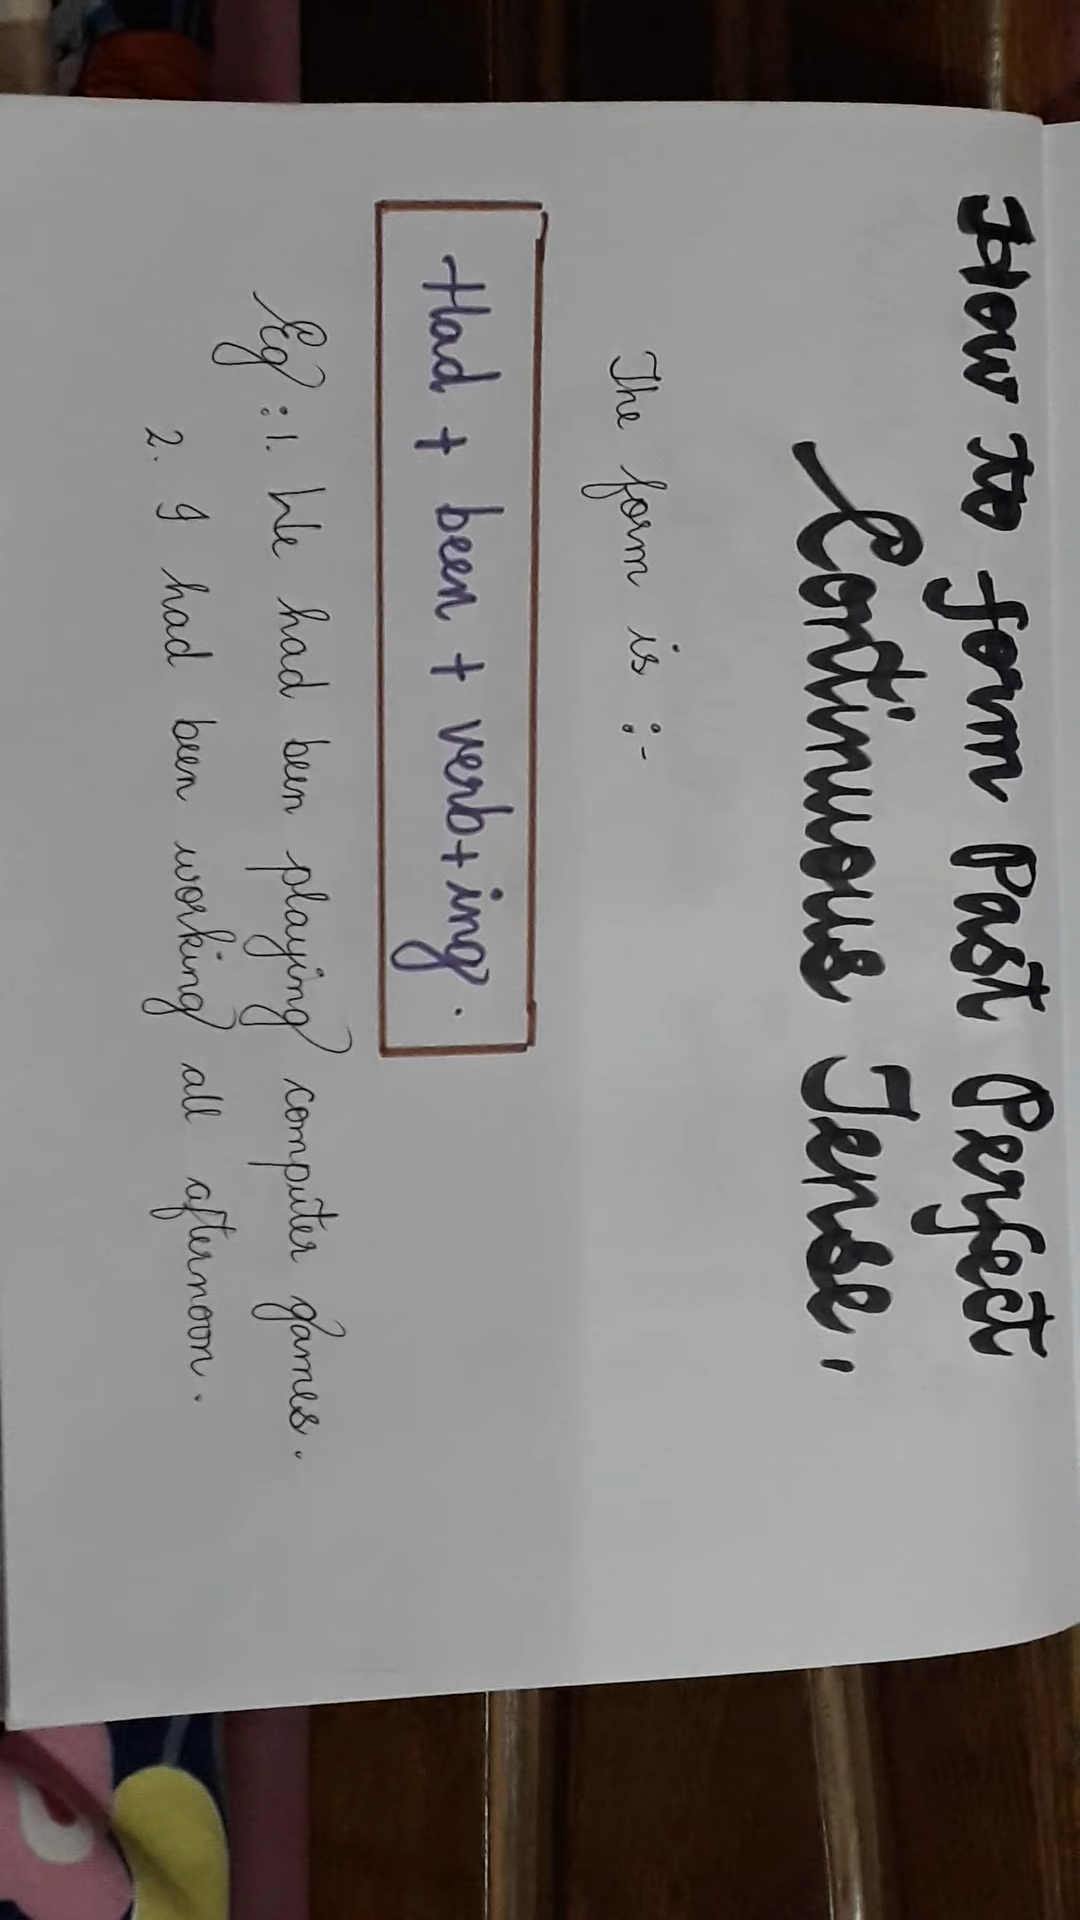 How to form Past Perfect
Continuous Tense.
The form is :-
Had + been + verb+ing.
Eg : 1. We had been playing computer games.
2. I had been working all afternoon.